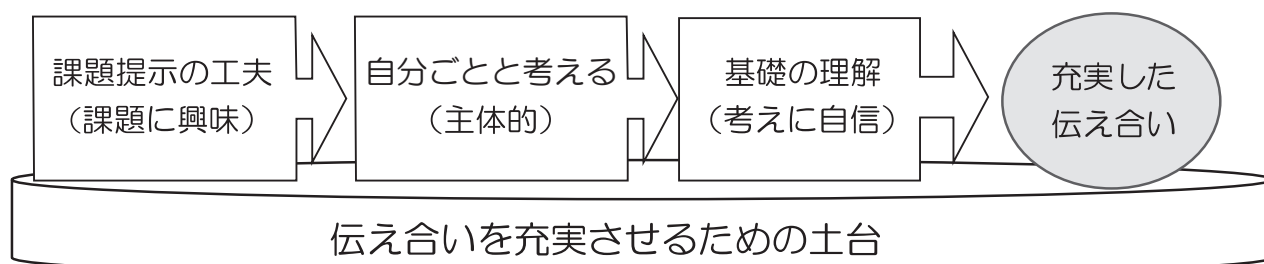 課題提示の工夫
（課題に興味）
自分ごとと考える
（主体的）
基礎の理解
（考えに自信）
充実した
伝え合い
伝え合いを充実させるための土台